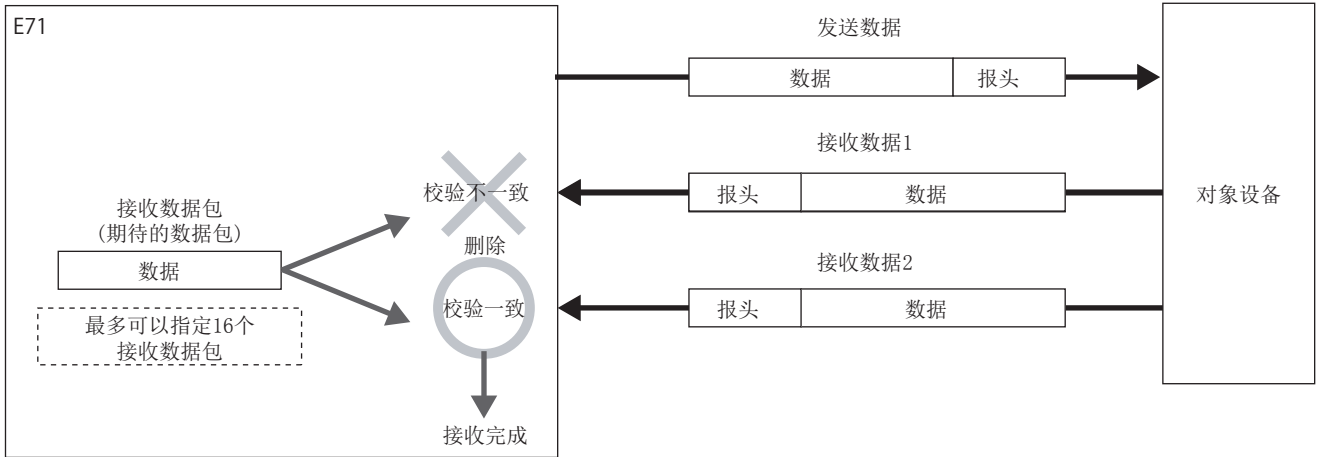 E71
发送数据
数据
报头
接收数据1
报头
数据
校验不一致
对象设备
接收数据包
(期待的数据包)
数据
删除
接收数据2
报头
数据
校验一致
最多可以指定16个
接收数据包
接收完成